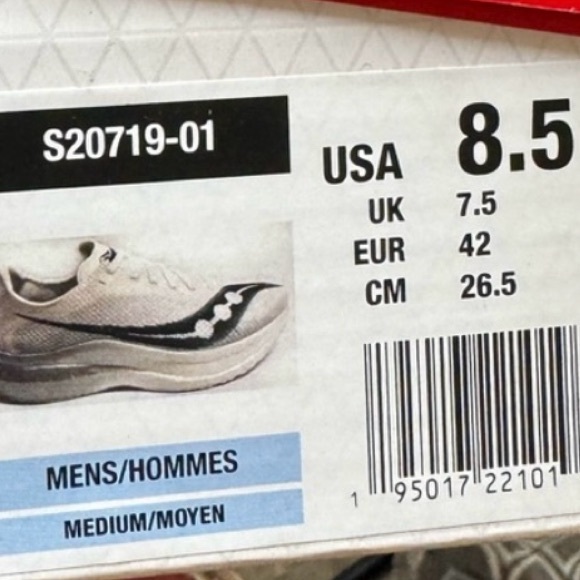 S20719-01
USA 8.5
UK 7.5
EUR 42
CM 26.5
MENS/HOMMES
MEDIUM/MOYEN
1 95017 22101